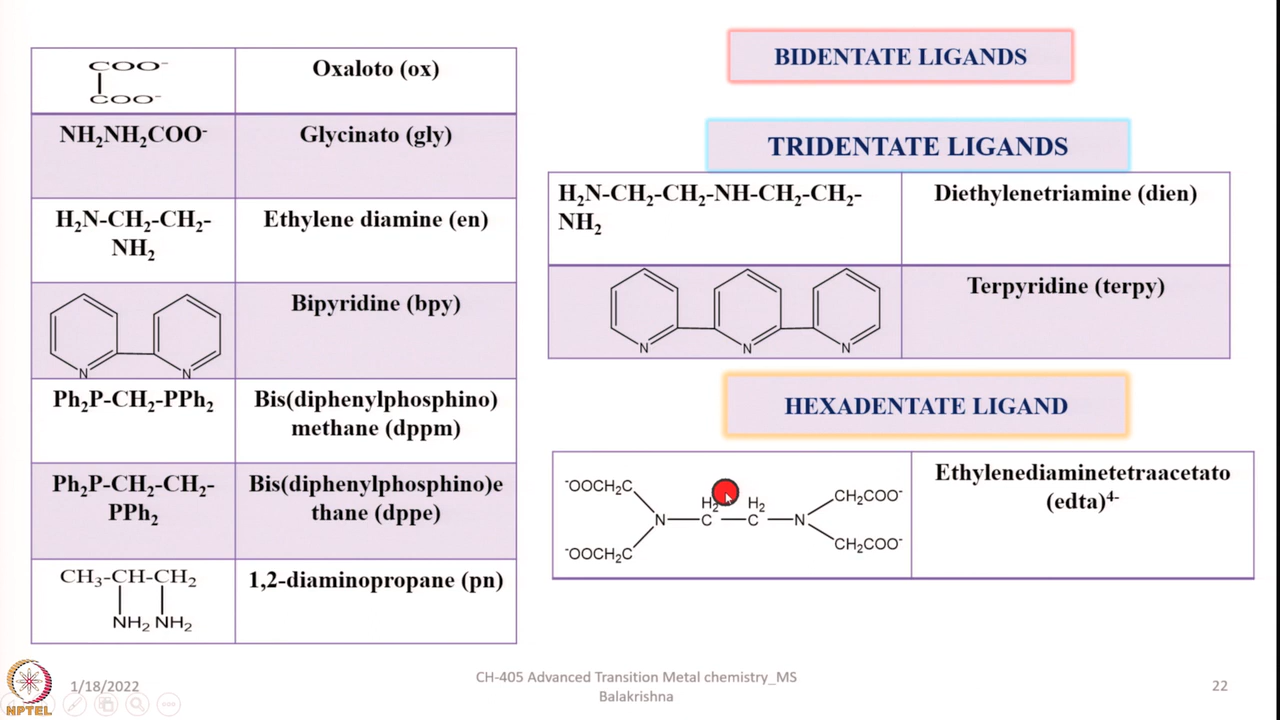 BIDENTATE LIGANDS
COO⁻
COO⁻
Oxaloto (ox)
NH₂NH₂COO⁻
Glycinato (gly)
H₂N-CH₂-CH₂-
NH₂
Ethylene diamine (en)
N N
Bipyridine (bpy)
Ph₂P-CH₂-PPh₂
Bis(diphenylphosphino)
methane (dppm)
Ph₂P-CH₂-CH₂-
PPh₂
Bis(diphenylphosphino)e
thane (dppe)
CH₃-CH-CH₂
NH₂ NH₂
1,2-diaminopropane (pn)
TRIDENTATE LIGANDS
H₂N-CH₂-CH₂-NH-CH₂-CH₂-
NH₂
Diethylenetriamine (dien)
N N N
Terpyridine (terpy)
HEXADENTATE LIGAND
⁻OOCH₂C CH₂COO⁻
H₂ H₂
N C C N
⁻OOCH₂C CH₂COO⁻
Ethylenediaminetetraacetato
(edta)⁴⁻
NPTEL
1/18/2022
CH-405 Advanced Transition Metal chemistry_MS
Balakrishna
22